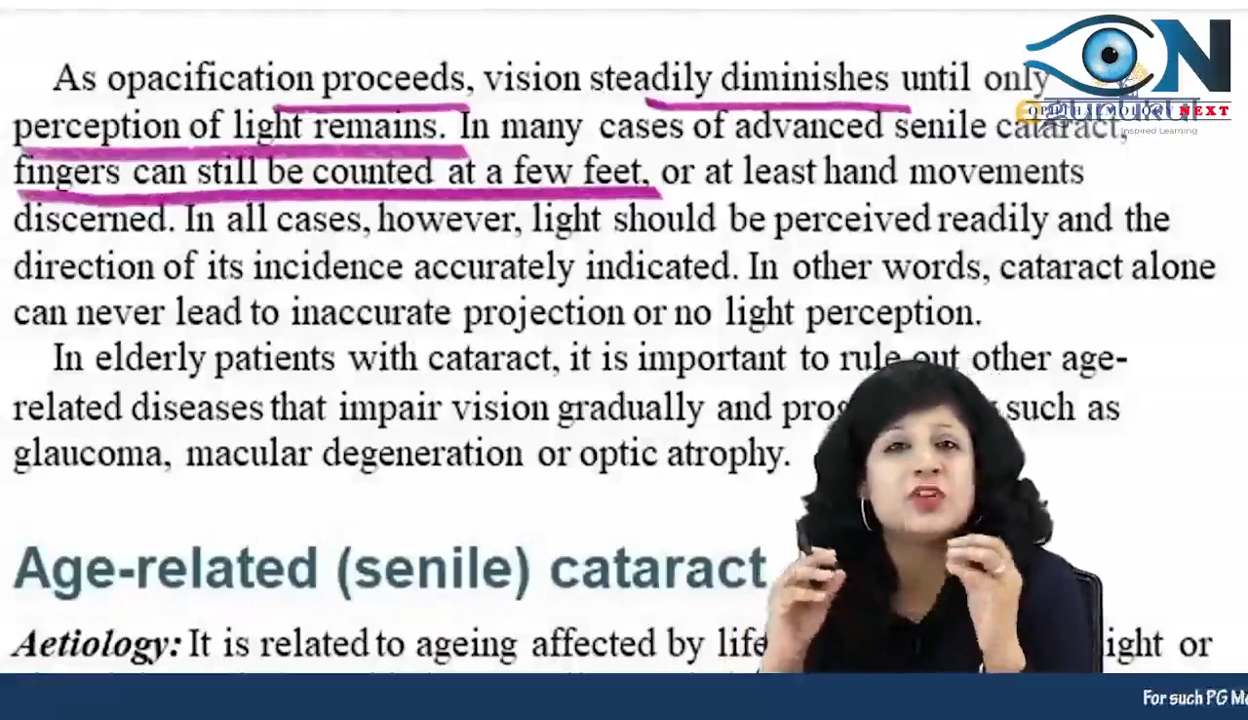 As opacification proceeds, vision steadily diminishes until only
perception of light remains. In many cases of advanced senile cataract,
fingers can still be counted at a few feet, or at least hand movements
discerned. In all cases, however, light should be perceived readily and the
direction of its incidence accurately indicated. In other words, cataract alone
can never lead to inaccurate projection or no light perception.
In elderly patients with cataract, it is important to rule out other age-
related diseases that impair vision gradually and such as
glaucoma, macular degeneration or optic atrophy.
Age-related (senile) cataract
Aetiology: It is related to ageing affected by life ight or
N
NEXT
Inspired Learning
For such PG M